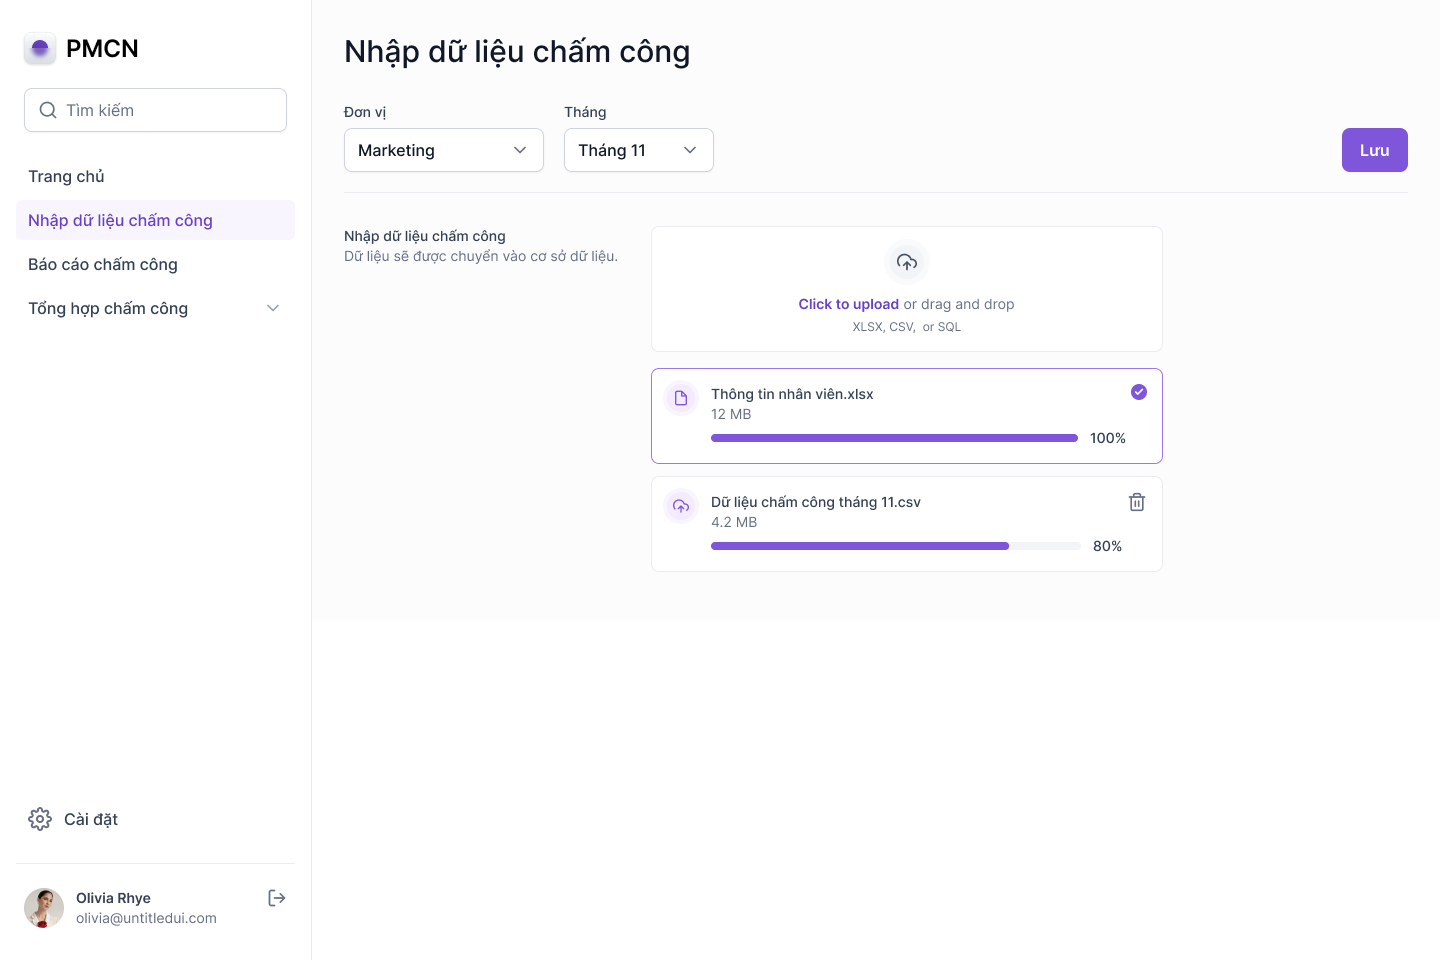 PMCN
Tìm kiếm
Trang chủ
Nhập dữ liệu chấm công
Báo cáo chấm công
Tổng hợp chấm công
Cài đặt
Olivia Rhye
olivia@untitledui.com
Nhập dữ liệu chấm công
Đơn vị
Marketing
Tháng
Tháng 11
Lưu
Nhập dữ liệu chấm công
Dữ liệu sẽ được chuyển vào cơ sở dữ liệu.
Click to upload or drag and drop
XLSX, CSV,  or SQL
Thông tin nhân viên.xlsx
12 MB
100%
Dữ liệu chấm công tháng 11.csv
4.2 MB
80%